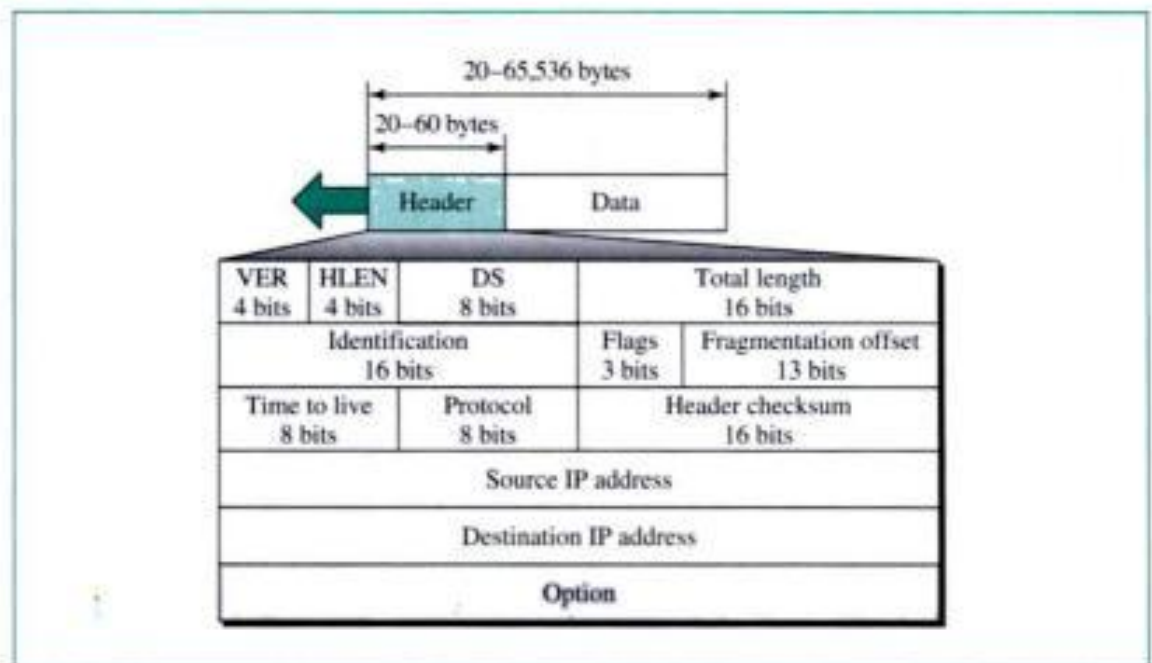 20–65,536 bytes
20–60 bytes
Header Data
VER HLEN DS Total length
4 bits 4 bits 8 bits 16 bits
Identification Flags Fragmentation offset
16 bits 3 bits 13 bits
Time to live Protocol Header checksum
8 bits 8 bits 16 bits
Source IP address
Destination IP address
Option